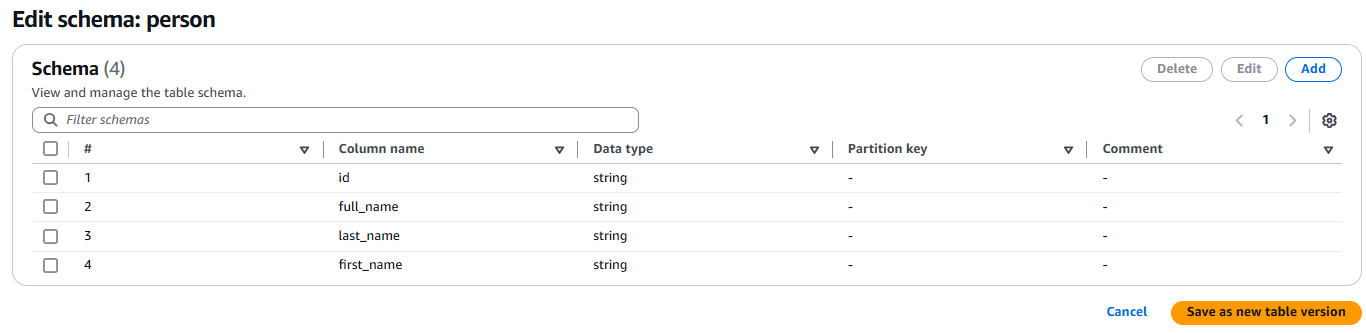 Edit schema: person
Schema (4)
Delete Edit Add
View and manage the table schema.
Filter schemas
1
# Column name Data type Partition key Comment
1 id string - -
2 full_name string - -
3 last_name string - -
4 first_name string - -
Cancel Save as new table version